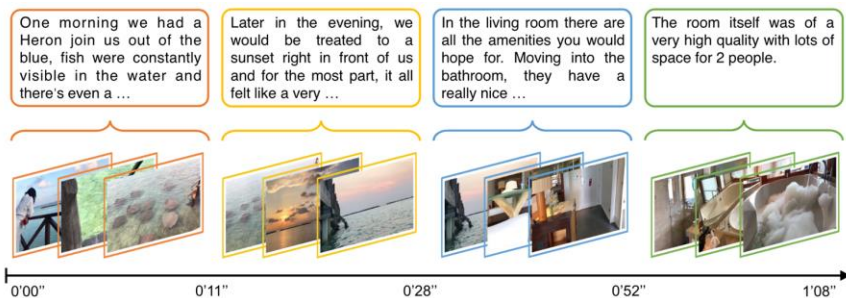 One morning we had a
Heron join us out of the
blue, fish were constantly
visible in the water and
there's even a …
Later in the evening, we
would be treated to a
sunset right in front of us
and for the most part, it all
felt like a very …
In the living room there are
all the amenities you would
hope for. Moving into the
bathroom, they have a
really nice …
The room itself was of a
very high quality with lots of
space for 2 people.
0'00" 0'11" 0'28" 0'52" 1'08"